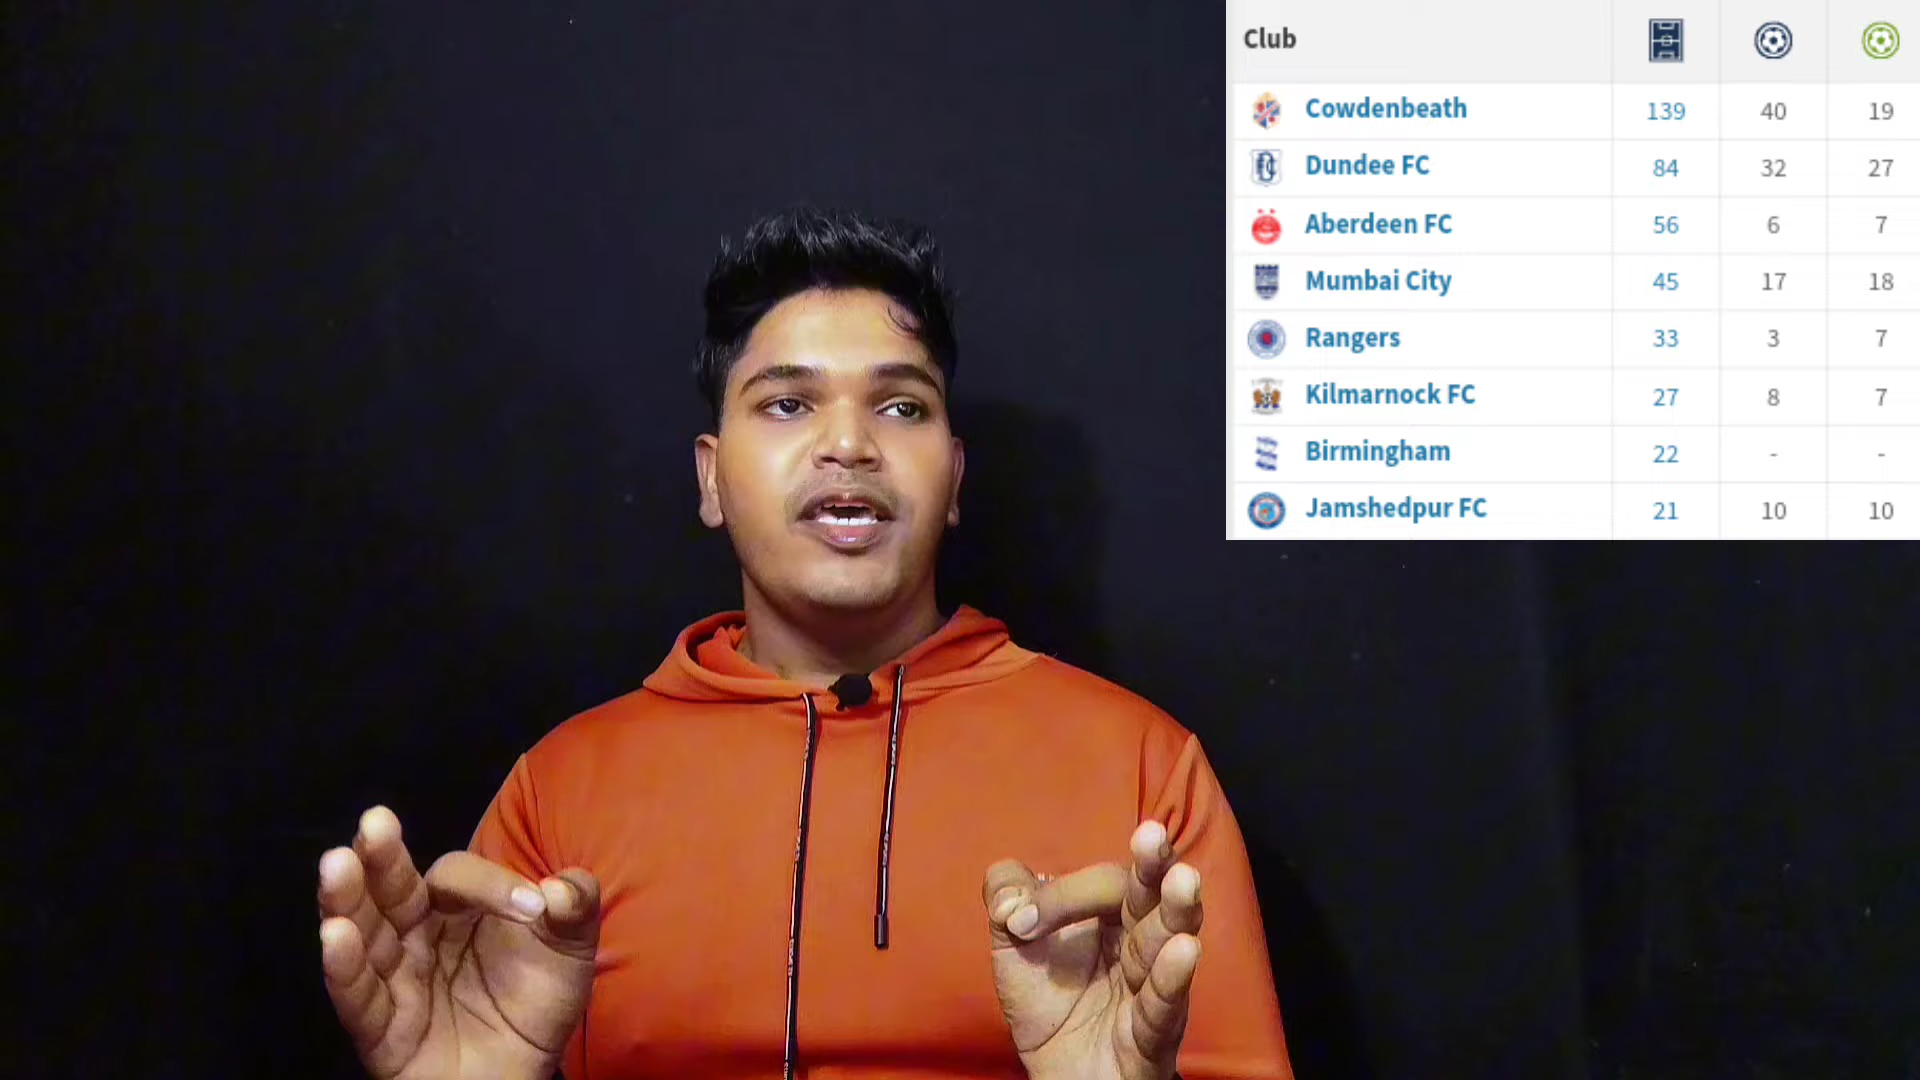 Club
Cowdenbeath 139 40 19
Dundee FC 84 32 27
Aberdeen FC 56 6 7
Mumbai City 45 17 18
Rangers 33 3 7
Kilmarnock FC 27 8 7
Birmingham 22 - -
Jamshedpur FC 21 10 10